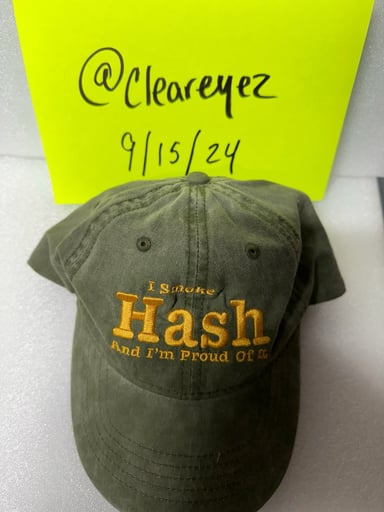 @Cleareyez
9/15/24
I Smoke
Hash
And I'm Proud Of It